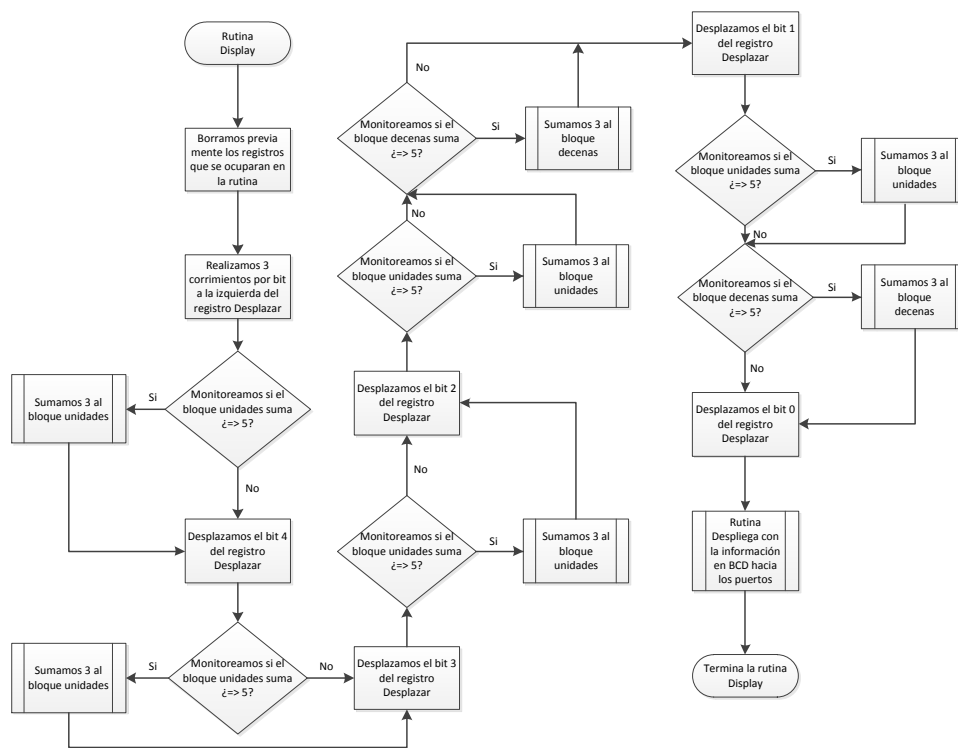 Rutina
Display
Borramos previa
mente los registros
que se ocuparan en
la rutina
Realizamos 3
corrimientos por bit
a la izquierda del
registro Desplazar
Monitoreamos si el
bloque unidades suma
¿=> 5?
Si
Sumamos 3 al
bloque unidades
No
Desplazamos el bit 4
del registro
Desplazar
Monitoreamos si el
bloque unidades suma
¿=> 5?
Si
Sumamos 3 al
bloque unidades
No
Desplazamos el bit 3
del registro
Desplazar
Monitoreamos si el
bloque unidades suma
¿=> 5?
Si
Sumamos 3 al
bloque
unidades
No
Desplazamos el bit 2
del registro
Desplazar
Monitoreamos si el
bloque unidades suma
¿=> 5?
Si
Sumamos 3 al
bloque
unidades
No
Monitoreamos si el
bloque decenas suma
¿=> 5?
Si
Sumamos 3 al
bloque
decenas
No
Desplazamos el bit 1
del registro
Desplazar
Monitoreamos si el
bloque unidades suma
¿=> 5?
Si
Sumamos 3 al
bloque
unidades
No
Monitoreamos si el
bloque decenas suma
¿=> 5?
Si
Sumamos 3 al
bloque
decenas
No
Desplazamos el bit 0
del registro
Desplazar
Rutina
Despliega con
la información
en BCD hacia
los puertos
Termina la rutina
Display